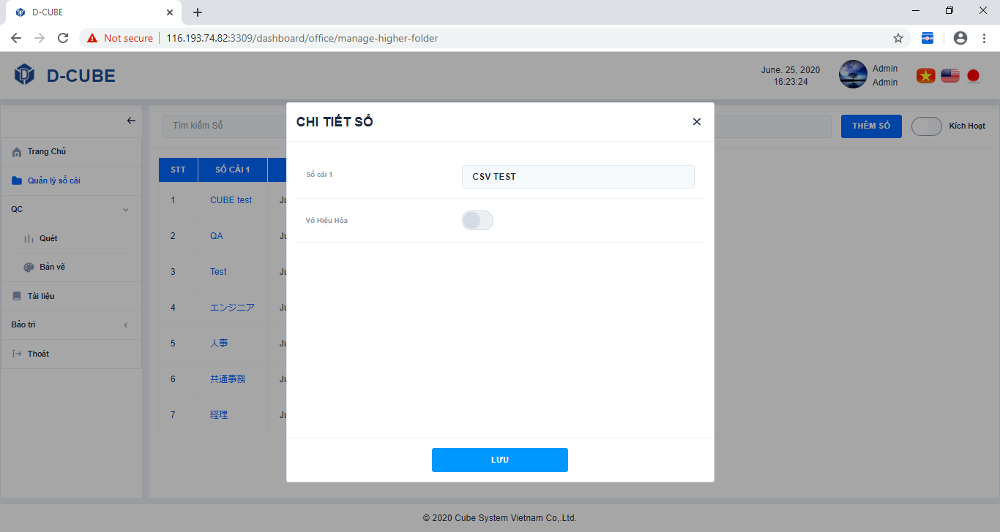 D-CUBE
Not secure
116.193.74.82:3309/dashboard/office/manage-higher-folder
D-CUBE
June. 25, 2020
16:23:24
Admin
Admin
CHI TIẾT SỔ
Tìm kiếm Sổ
THÊM SỔ
Kích Hoạt
Trang Chủ
Quản lý sổ cái
QC
Quét
Bản vẽ
Tài liệu
Bảo trì
Thoát
STT
SỔ CÁI 1
1
CUBE test
Ju
2
QA
Ju
3
Test
Ju
4
エンジニア
Ju
5
人事
Ju
6
共通事務
Ju
7
経理
Ju
Sổ cái 1
CSV TEST
Vô Hiệu Hóa
LƯU
© 2020 Cube System Vietnam Co,.Ltd.